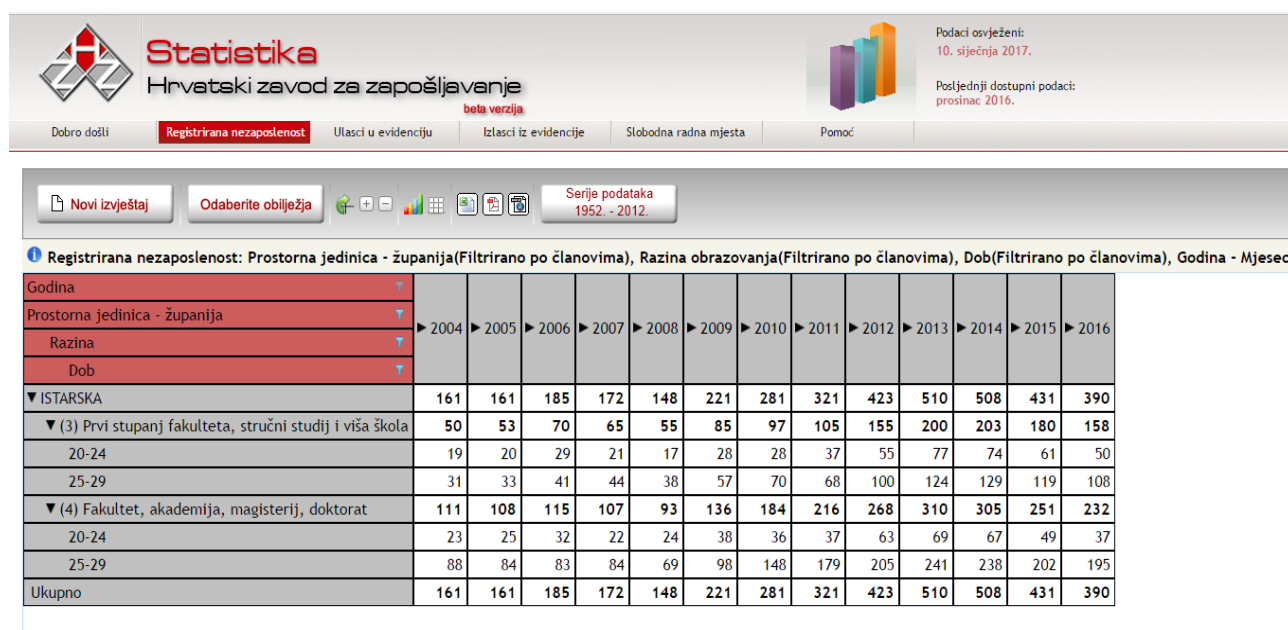 Statistika
Hrvatski zavod za zapošljavanje
beta verzija
Podaci osvježeni:
10. siječnja 2017.
Posljednji dostupni podaci:
prosinac 2016.
Dobro došli Registrirana nezaposlenost Ulasci u evidenciju Izlasci iz evidencije Slobodna radna mjesta Pomoć
Novi izvještaj Odaberite obilježja Serije podataka
1952. - 2012.
Registrirana nezaposlenost: Prostorna jedinica - županija(Filtrirano po članovima), Razina obrazovanja(Filtrirano po članovima), Dob(Filtrirano po članovima), Godina - Mjesec
Godina
Prostorna jedinica - županija
Razina
Dob
▶ 2004 ▶ 2005 ▶ 2006 ▶ 2007 ▶ 2008 ▶ 2009 ▶ 2010 ▶ 2011 ▶ 2012 ▶ 2013 ▶ 2014 ▶ 2015 ▶ 2016
▼ ISTARSKA 161 161 185 172 148 221 281 321 423 510 508 431 390
▼ (3) Prvi stupanj fakulteta, stručni studij i viša škola 50 53 70 65 55 85 97 105 155 200 203 180 158
20-24 19 20 29 21 17 28 28 37 55 77 74 61 50
25-29 31 33 41 44 38 57 70 68 100 124 129 119 108
▼ (4) Fakultet, akademija, magisterij, doktorat 111 108 115 107 93 136 184 216 268 310 305 251 232
20-24 23 25 32 22 24 38 36 37 63 69 67 49 37
25-29 88 84 83 84 69 98 148 179 205 241 238 202 195
Ukupno 161 161 185 172 148 221 281 321 423 510 508 431 390